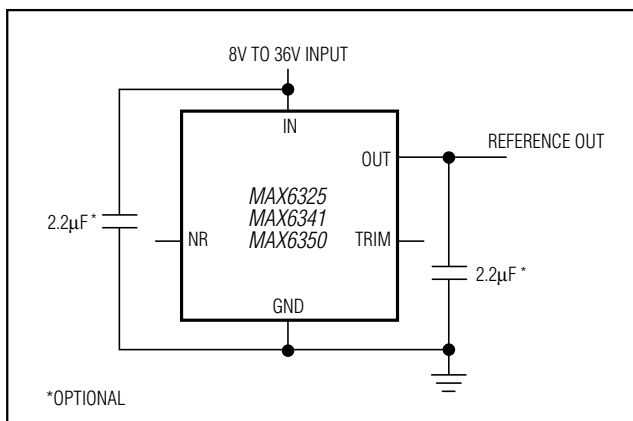 8V TO 36V INPUT
IN
REFERENCE OUT
OUT
MAX6325
MAX6341
MAX6350
2.2μF*
NR
TRIM
2.2μF*
GND
*OPTIONAL